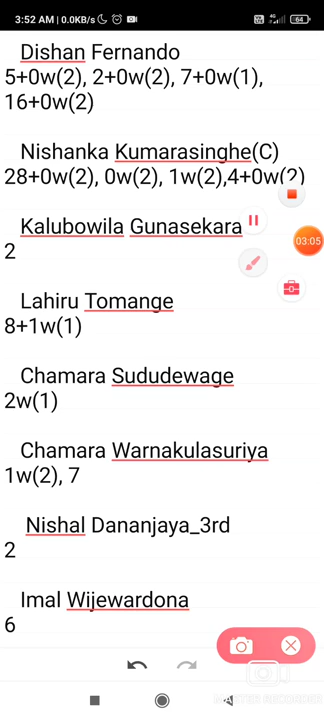 3:52 AM | 0.0KB/s
4G
64
Dishan Fernando
5+0w(2), 2+0w(2), 7+0w(1),
16+0w(2)
Nishanka Kumarasinghe(C)
28+0w(2), 0w(2), 1w(2),4+0w(2)
Kalubowila Gunasekara
2
03:05
Lahiru Tomange
8+1w(1)
Chamara Sududewage
2w(1)
Chamara Warnakulasuriya
1w(2), 7
Nishal Dananjaya_3rd
2
Imal Wijewardona
6
MASTER RECORDER